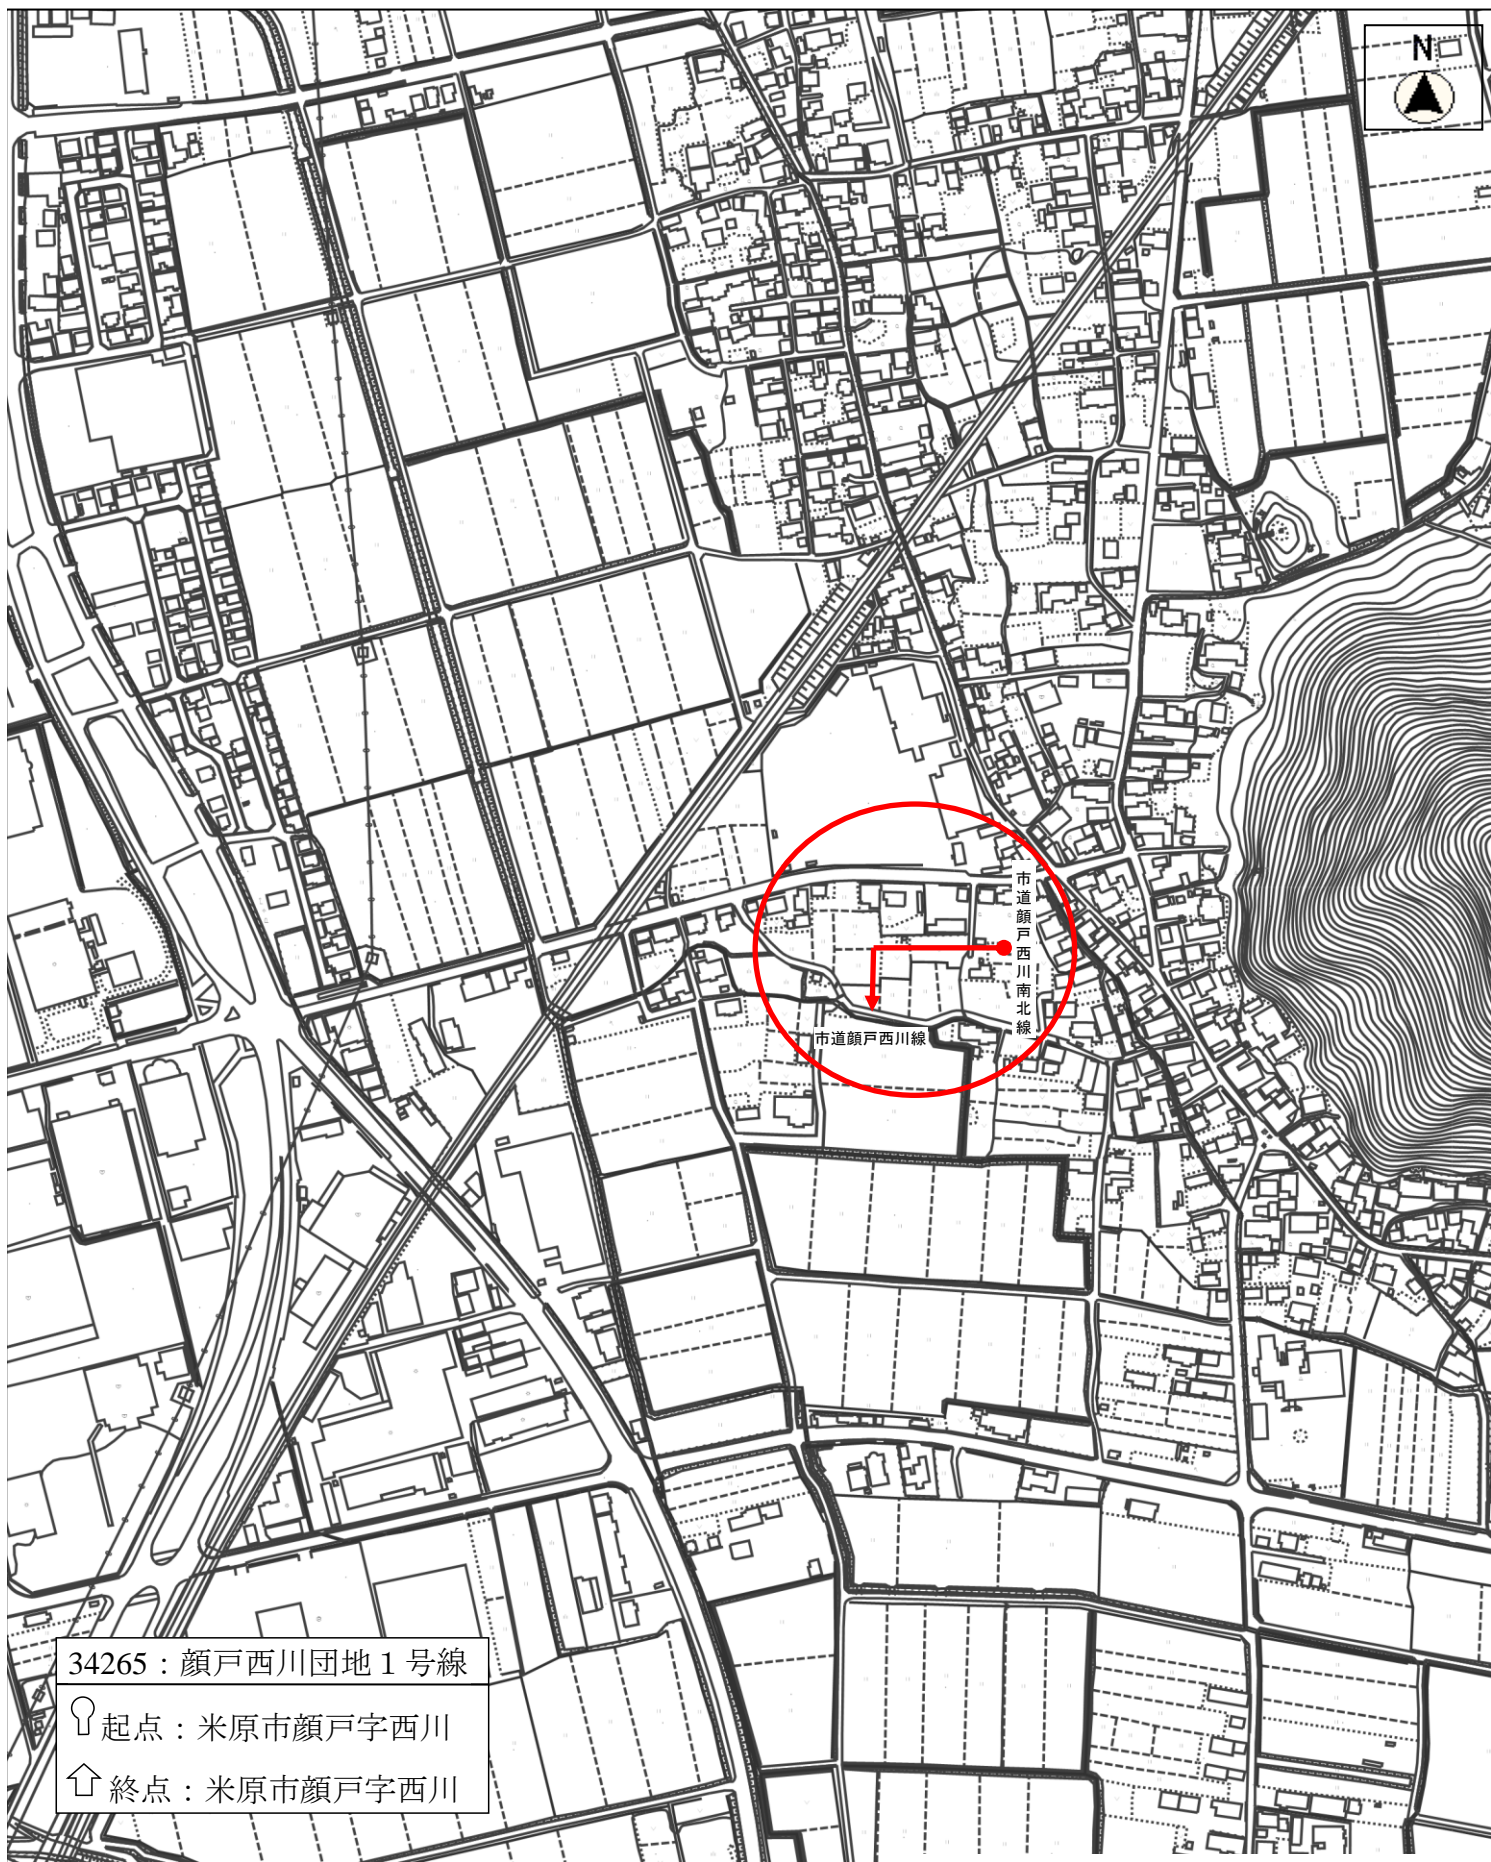 N
市道顔戸西川南北線
市道顔戸西川線
34265：顔戸西川団地１号線
起点：米原市顔戸字西川
終点：米原市顔戸字西川